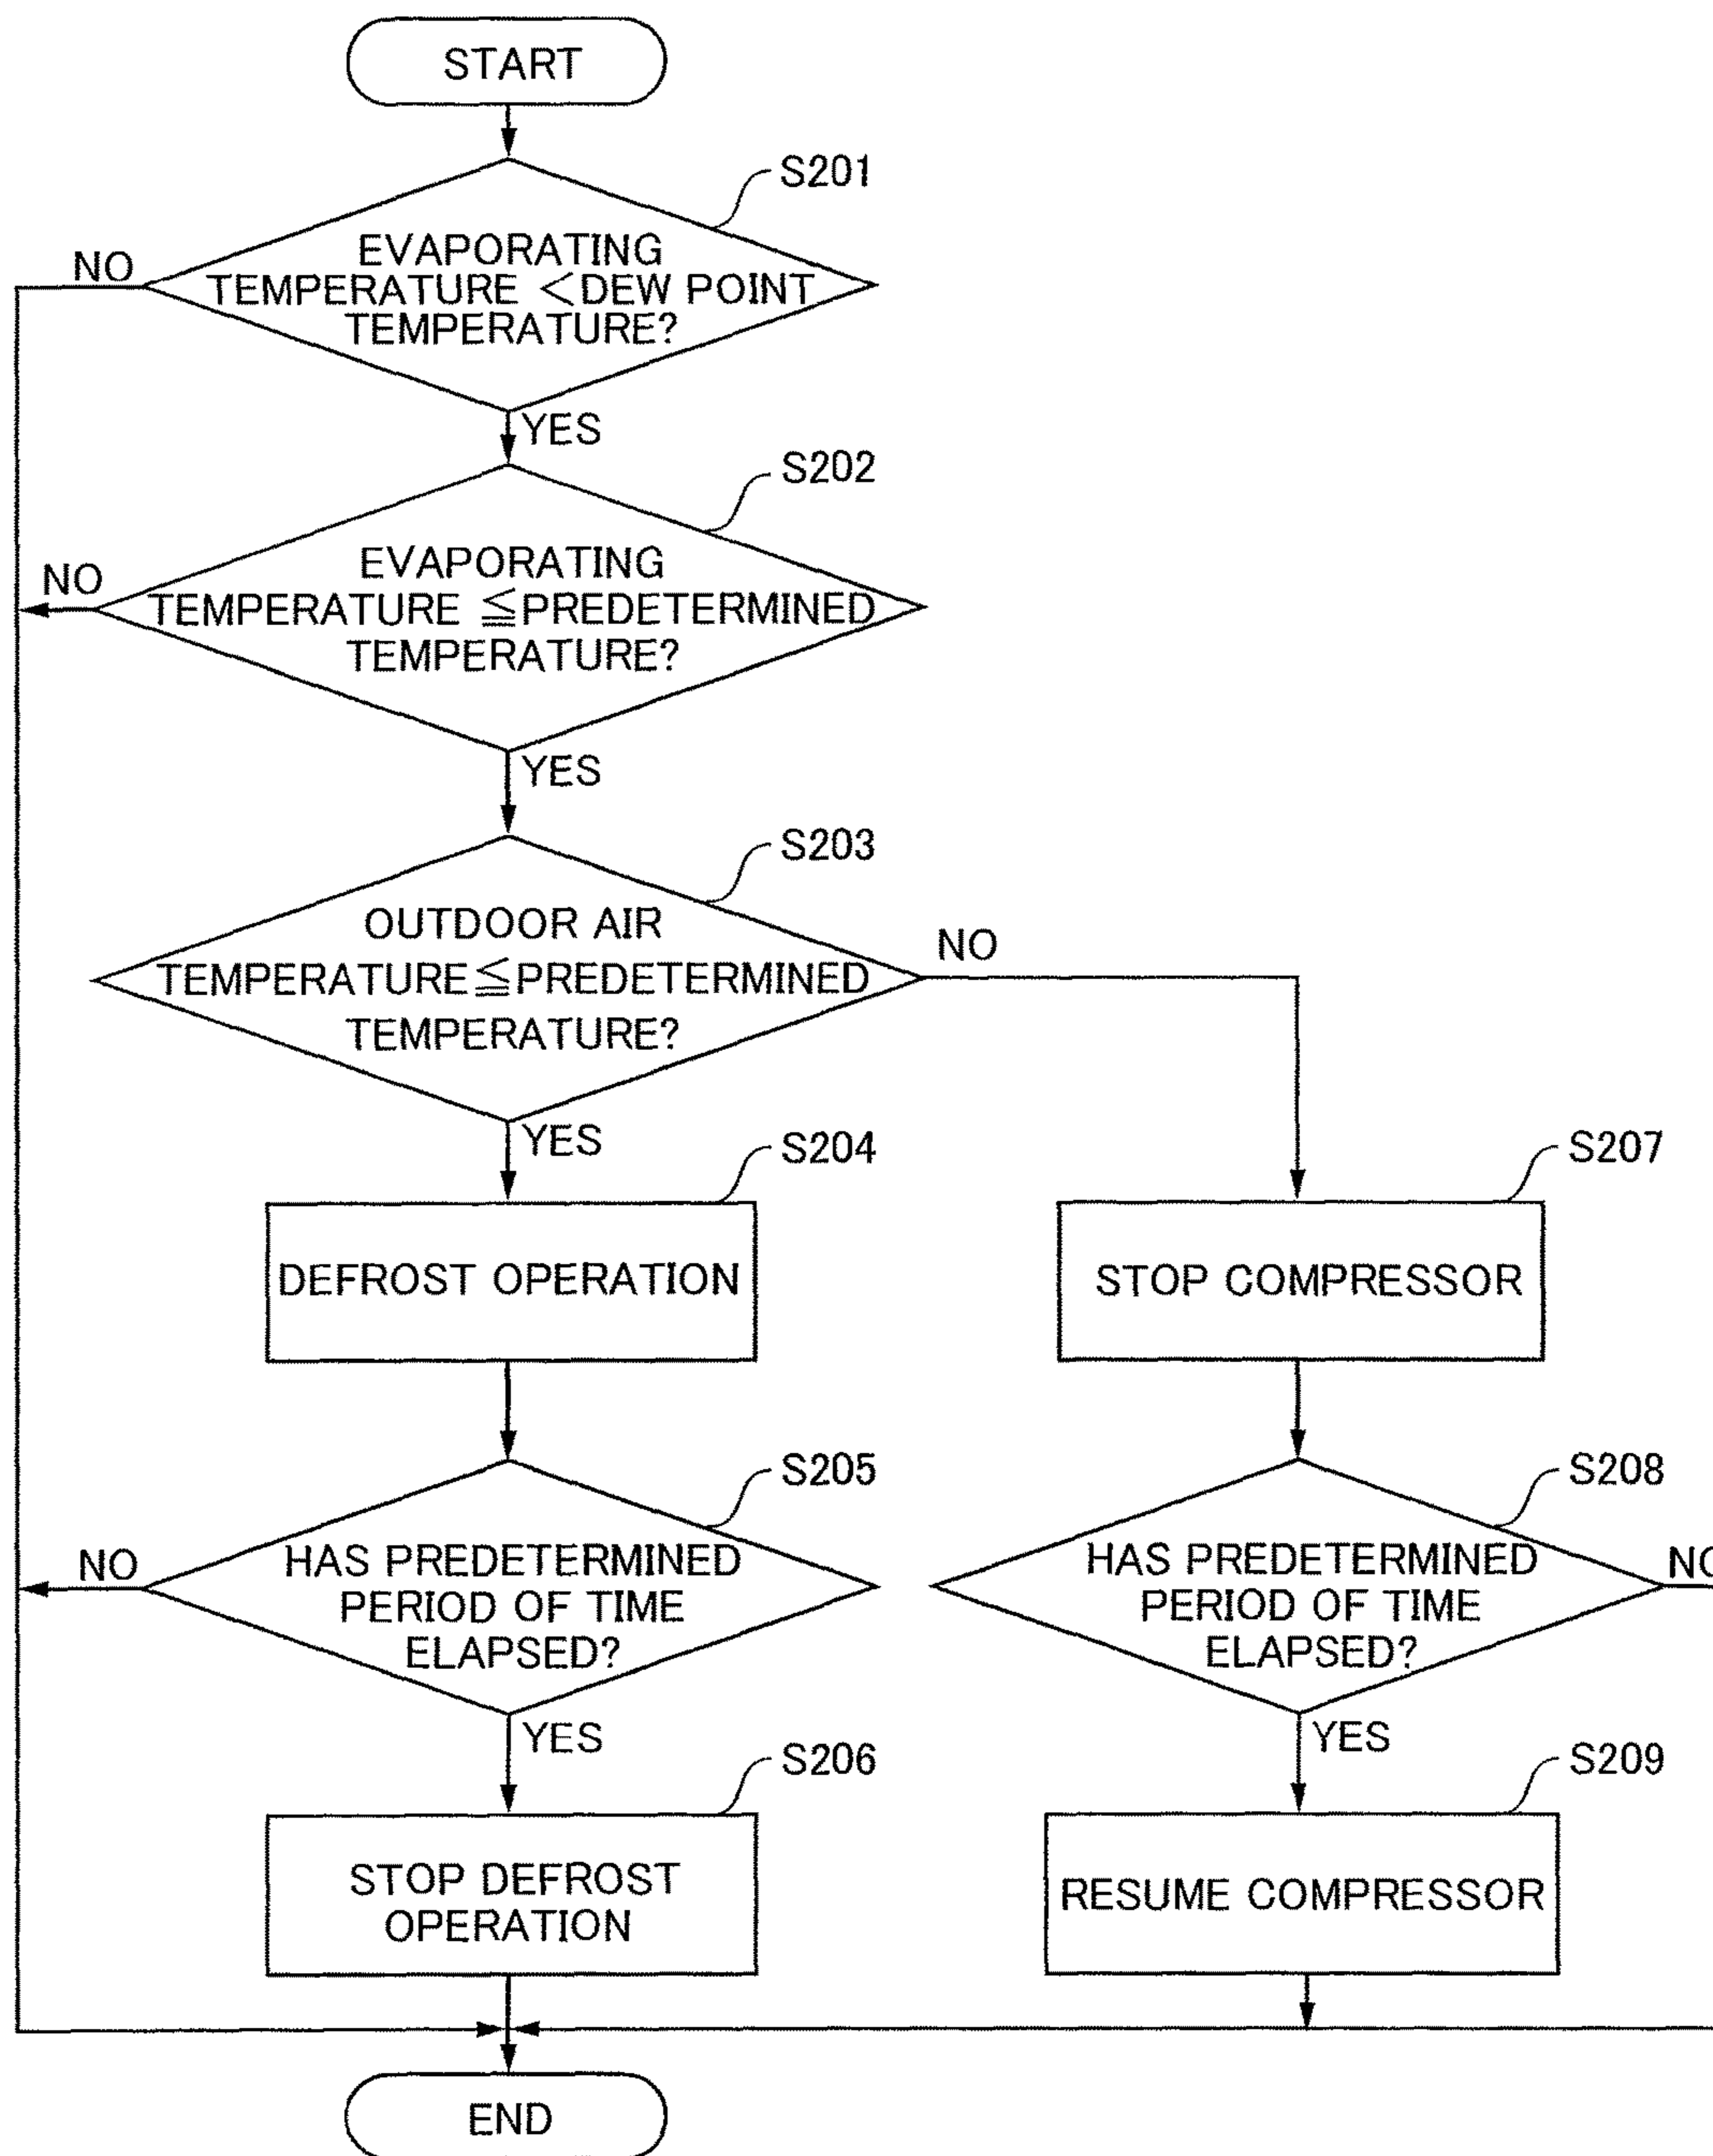 START
S201
EVAPORATING
TEMPERATURE <DEW POINT
TEMPERATURE?
NO
YES
S202
EVAPORATING
TEMPERATURE ≦PREDETERMINED
TEMPERATURE?
NO
YES
S203
OUTDOOR AIR
TEMPERATURE≦PREDETERMINED
TEMPERATURE?
NO
YES
S204
DEFROST OPERATION
S207
STOP COMPRESSOR
S205
HAS PREDETERMINED
PERIOD OF TIME
ELAPSED?
NO
YES
S208
HAS PREDETERMINED
PERIOD OF TIME
ELAPSED?
NO
YES
S206
STOP DEFROST
OPERATION
S209
RESUME COMPRESSOR
END